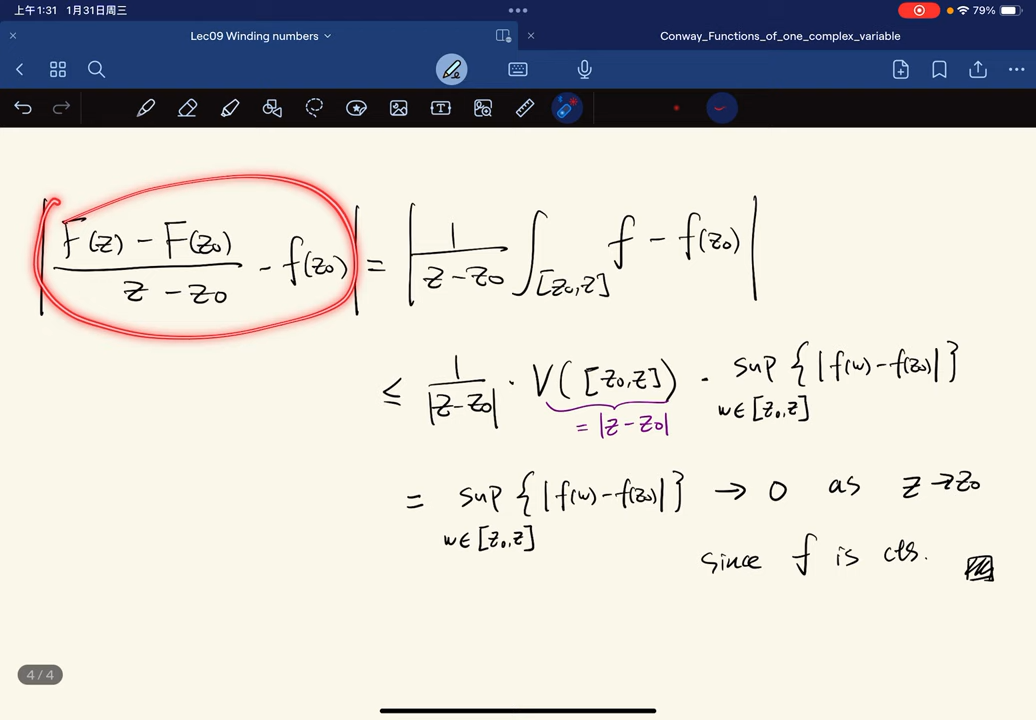 上午1:31 1月31日周三
79%
Lec09 Winding numbers
Conway_Functions_of_one_complex_variable
| (F(z) − F(z₀)) / (z − z₀) − f(z₀) | = | 1/(z−z₀) ∫_[z₀,z] f − f(z₀) |
≤ 1/|z−z₀| · V([z₀,z]) · sup_{w∈[z₀,z]} {|f(w)−f(z₀)|}
= |z−z₀|
= sup_{w∈[z₀,z]} {|f(w)−f(z₀)|} → 0 as z→z₀
since f is cts.
4/4